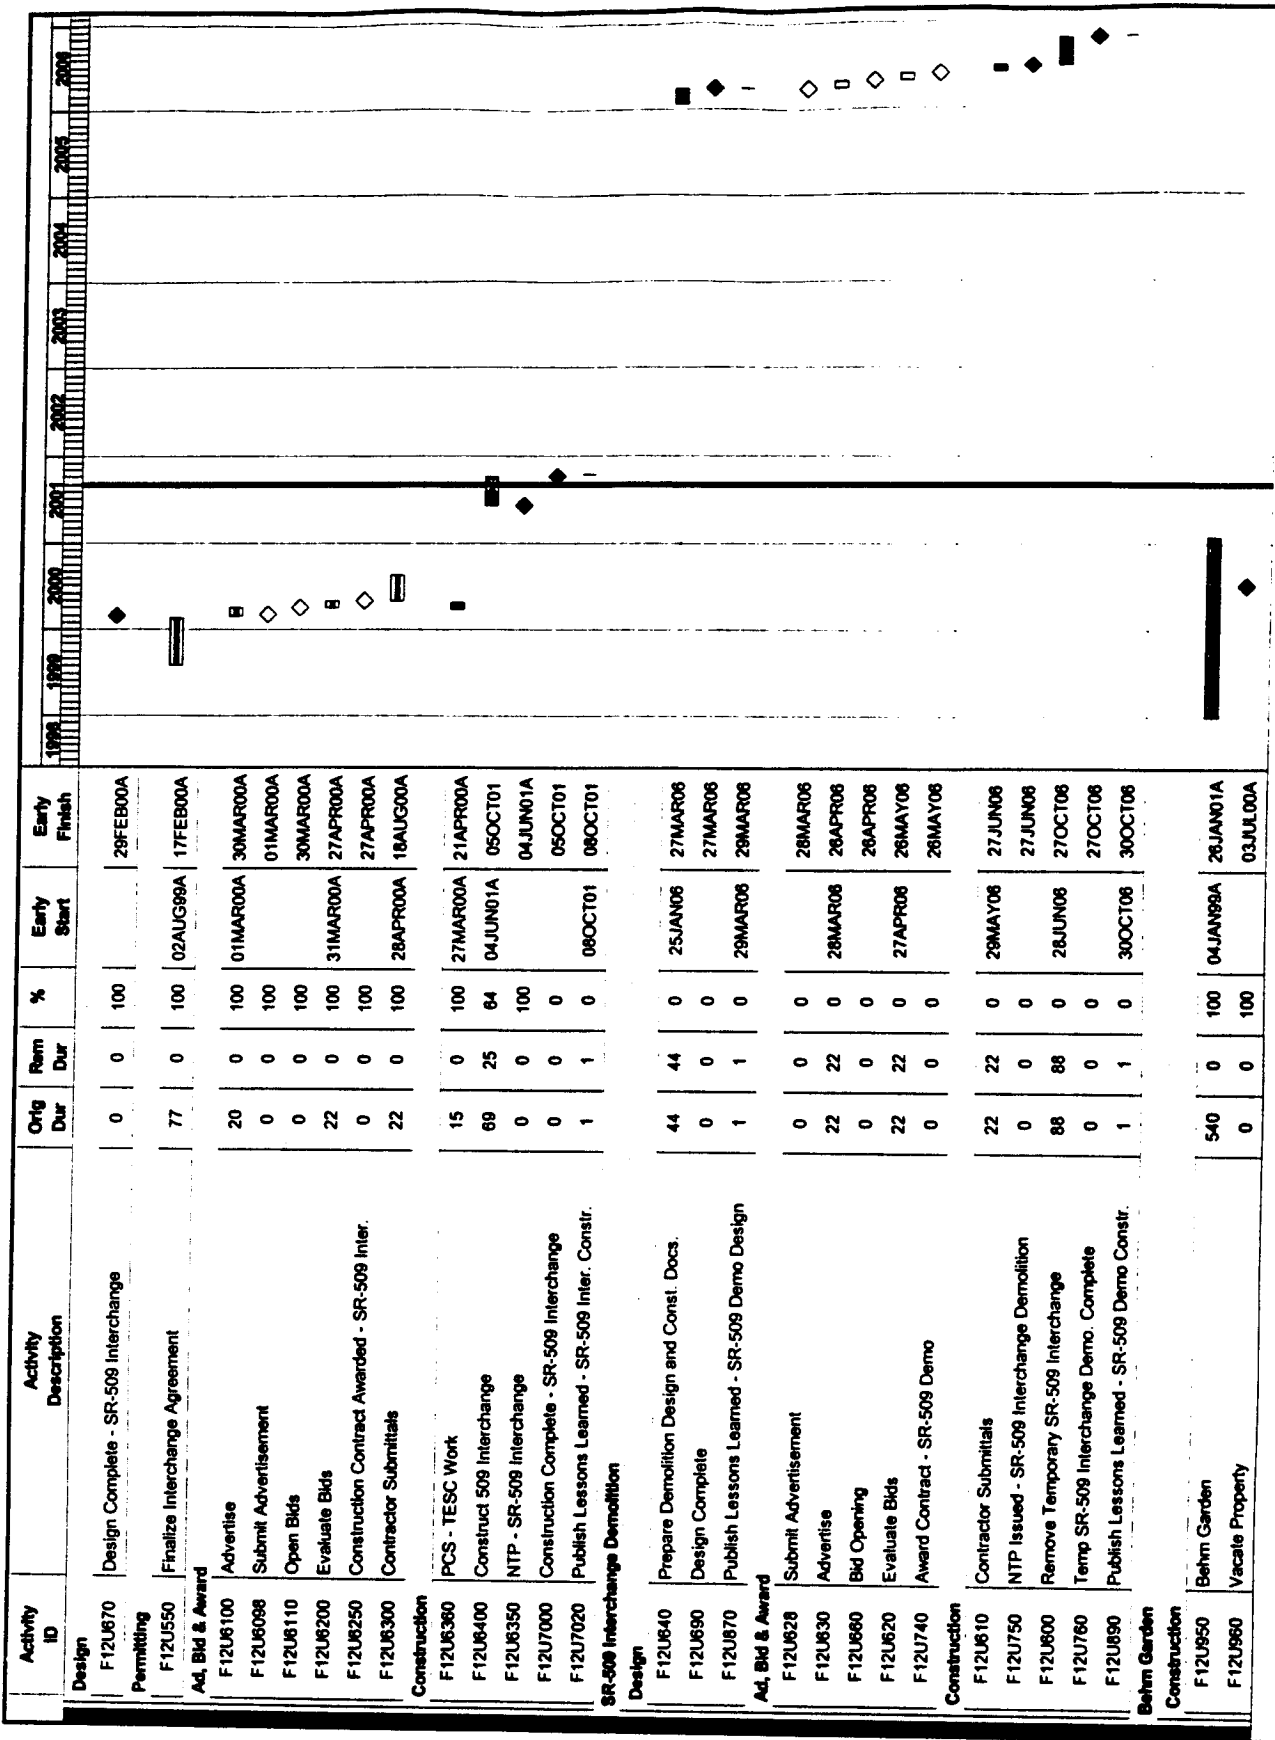 Activity ID Activity Description Orig Dur Rem Dur % Early Start Early Finish 1998 1999 2000 2001 2002 2003 2004 2005 2006
Design
F12U670 Design Complete - SR-509 Interchange 0 0 100 29FEB00A
Permitting
F12U550 Finalize Interchange Agreement 77 0 100 02AUG99A 17FEB00A
Ad, Bid & Award
F12U6100 Advertise 20 0 100 01MAR00A 30MAR00A
F12U6098 Submit Advertisement 0 0 100 01MAR00A
F12U6110 Open Bids 0 0 100 30MAR00A
F12U6200 Evaluate Bids 22 0 100 31MAR00A 27APR00A
F12U6250 Construction Contract Awarded - SR-509 Inter. 0 0 100 27APR00A
F12U6300 Contractor Submittals 22 0 100 28APR00A 18AUG00A
Construction
F12U6360 PCS - TESC Work 15 0 100 27MAR00A 21APR00A
F12U6400 Construct 509 Interchange 69 25 64 04JUN01A 05OCT01
F12U6350 NTP - SR-509 Interchange 0 0 100 04JUN01A
F12U7000 Construction Complete - SR-509 Interchange 0 0 0 05OCT01
F12U7020 Publish Lessons Learned - SR-509 Inter. Constr. 1 1 0 08OCT01 08OCT01
SR-509 Interchange Demolition
Design
F12U640 Prepare Demolition Design and Const. Docs. 44 44 0 25JAN06 27MAR06
F12U690 Design Complete 0 0 0 27MAR06
F12U870 Publish Lessons Learned - SR-509 Demo Design 1 1 0 29MAR06 29MAR06
Ad, Bid & Award
F12U628 Submit Advertisement 0 0 0 28MAR06
F12U630 Advertise 22 22 0 28MAR06 26APR06
F12U660 Bid Opening 0 0 0 26APR06
F12U620 Evaluate Bids 22 22 0 27APR06 26MAY06
F12U740 Award Contract - SR-509 Demo 0 0 0 26MAY06
Construction
F12U610 Contractor Submittals 22 22 0 29MAY06 27JUN06
F12U750 NTP Issued - SR-509 Interchange Demolition 0 0 0 27JUN06
F12U600 Remove Temporary SR-509 Interchange 88 88 0 28JUN06 27OCT06
F12U760 Temp SR-509 Interchange Demo. Complete 0 0 0 27OCT06
F12U890 Publish Lessons Learned - SR-509 Demo Constr. 1 1 0 30OCT06 30OCT06
Behm Garden
Construction
F12U950 Behm Garden 540 0 100 04JAN99A 26JAN01A
F12U960 Vacate Property 0 0 100 03JUL00A